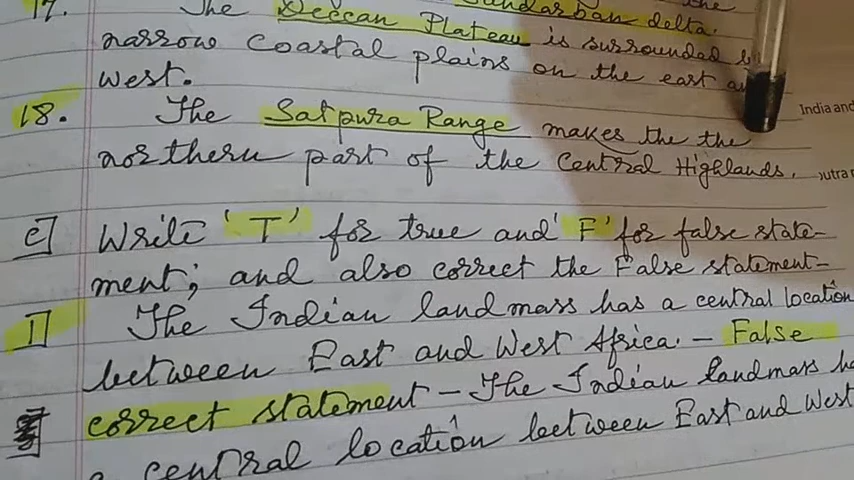 17. The Deccan Plateau is surrounded
Sundarban delta.
narrow coastal plains on the east
west.
18. The Satpura Range makes the the
northern part of the Central Highlands.
India and
utra
c] Write 'T' for true and 'F' for false state-
ment; and also correct the False statement-
1] The Indian landmass has a central location
between East and West Africa. - False
correct statement - The Indian landmass
a central location between East and West